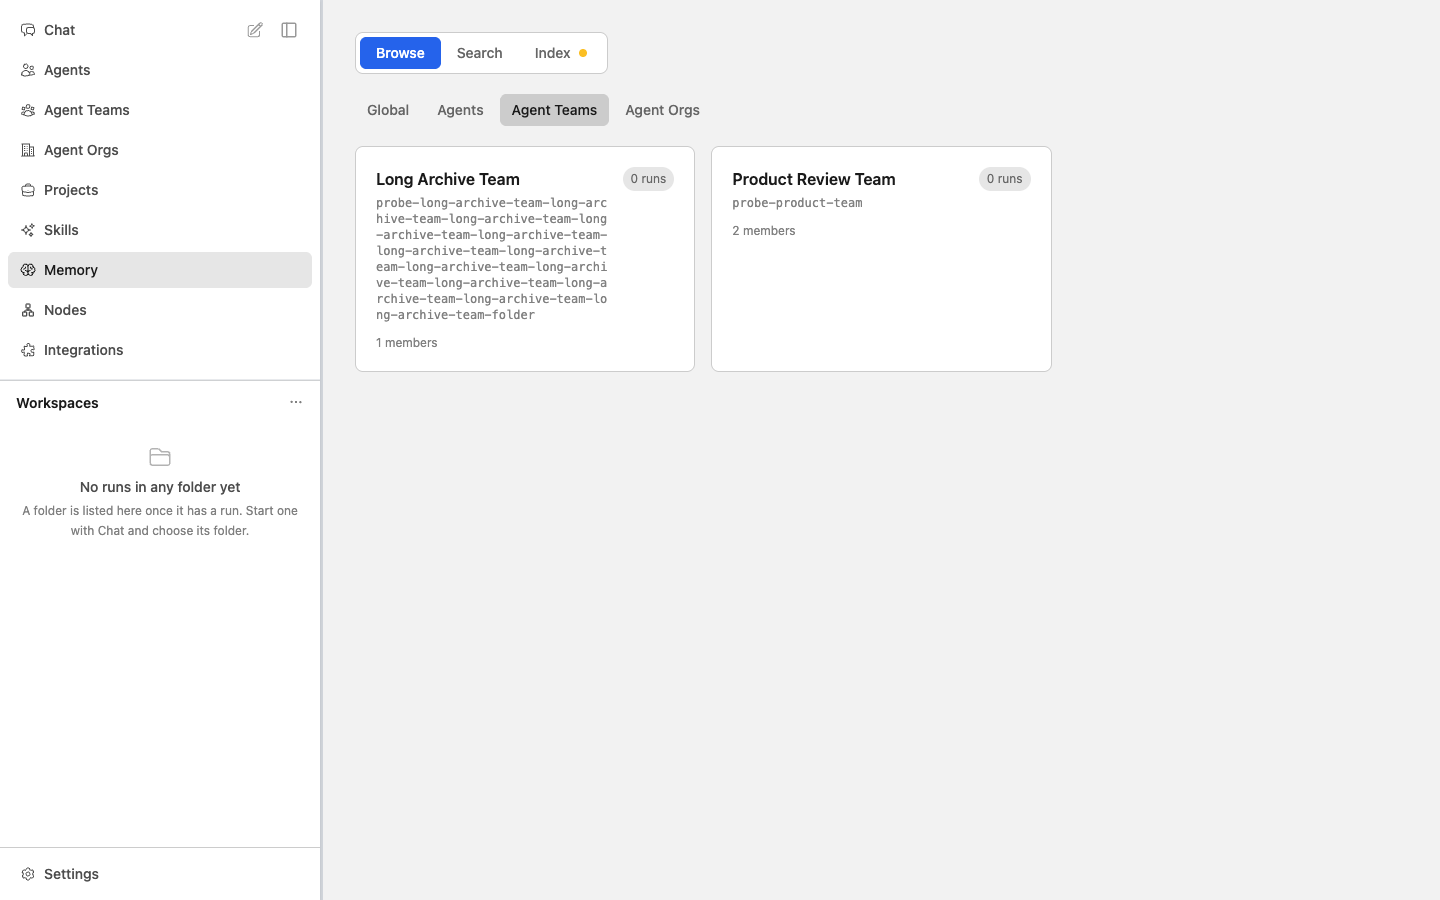 Chat
Agents
Agent Teams
Agent Orgs
Projects
Skills
Memory
Nodes
Integrations
Workspaces
No runs in any folder yet
A folder is listed here once it has a run. Start one
with Chat and choose its folder.
Settings
Browse
Search
Index
Global
Agents
Agent Teams
Agent Orgs
Long Archive Team
0 runs
probe-long-archive-team-long-arc
hive-team-long-archive-team-long
-archive-team-long-archive-team-
long-archive-team-long-archive-t
eam-long-archive-team-long-archi
ve-team-long-archive-team-long-a
rchive-team-long-archive-team-lo
ng-archive-team-folder
1 members
Product Review Team
0 runs
probe-product-team
2 members